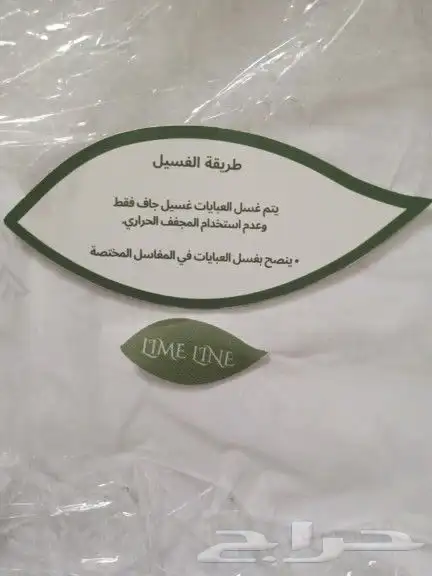 طريقة الغسيل
يتم غسل العبايات غسيل جاف فقط
وعدم استخدام المجفف الحراري.
• ينصح بغسل العبايات في المغاسل المختصة
LIME LINE
حراج